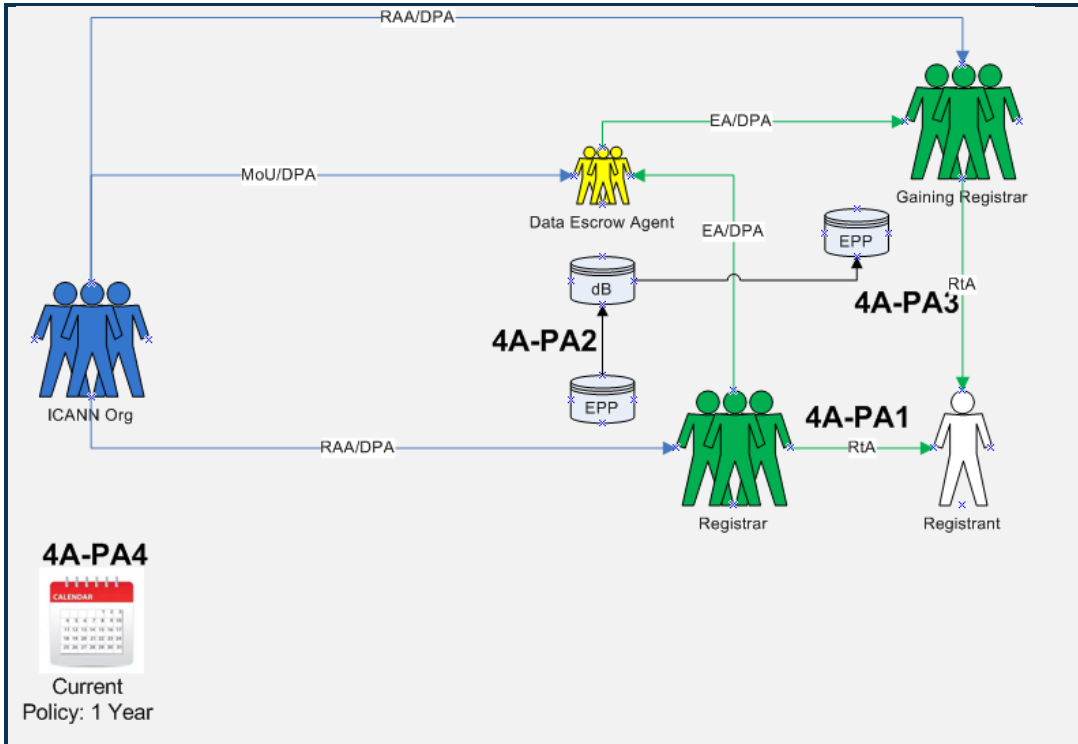 RAA/DPA
EA/DPA
MoU/DPA
Gaining Registrar
Data Escrow Agent
EA/DPA
EPP
dB
RtA
4A-PA3
4A-PA2
EPP
ICANN Org
4A-PA1
RAA/DPA
RtA
Registrar
Registrant
4A-PA4
CALENDAR
Current
Policy: 1 Year